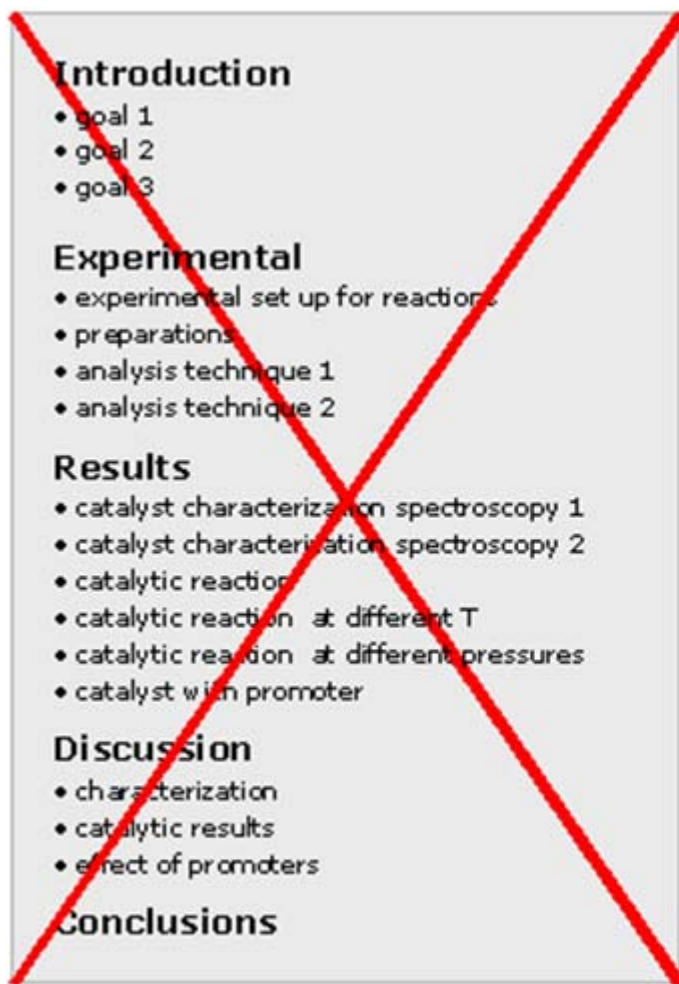 Introduction
• goal 1
• goal 2
• goal 3
Experimental
• experimental set up for reactions
• preparations
• analysis technique 1
• analysis technique 2
Results
• catalyst characterization spectroscopy 1
• catalyst characterization spectroscopy 2
• catalytic reaction
• catalytic reaction at different T
• catalytic reaction at different pressures
• catalyst with promoter
Discussion
• characterization
• catalytic results
• effect of promoters
Conclusions